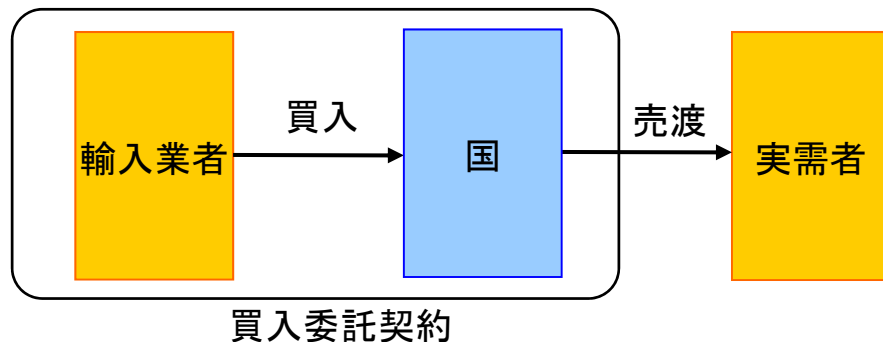 輸入業者
買入
国
売渡
実需者
買入委託契約